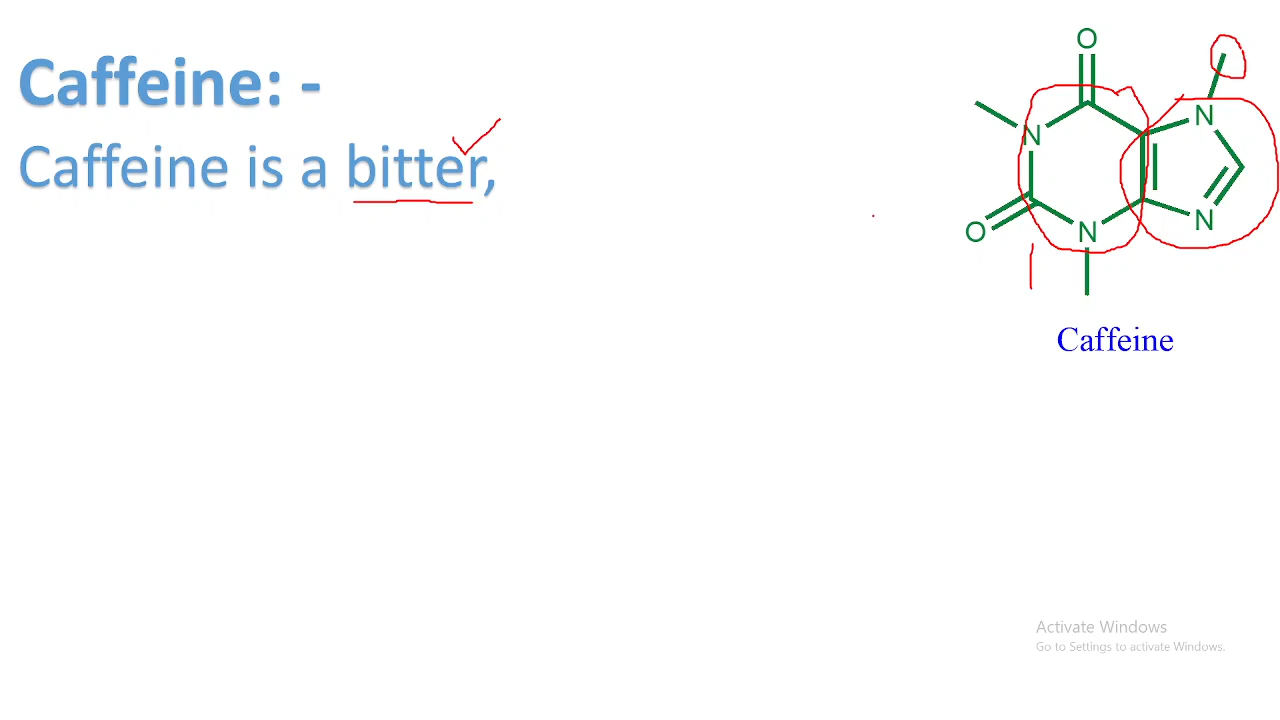 Caffeine: -
Caffeine is a bitter,
O
N
N
O
N
N
Caffeine
Activate Windows
Go to Settings to activate Windows.